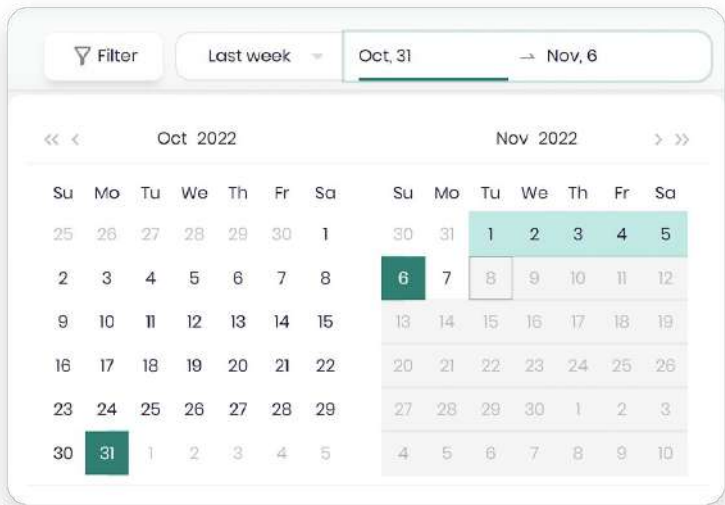 Filter Last week Oct, 31 → Nov, 6
<< < Oct 2022 Nov 2022 > >>
Su Mo Tu We Th Fr Sa Su Mo Tu We Th Fr Sa
25 26 27 28 29 30 1 30 31 1 2 3 4 5
2 3 4 5 6 7 8 6 7 8 9 10 11 12
9 10 11 12 13 14 15 13 14 15 16 17 18 19
16 17 18 19 20 21 22 20 21 22 23 24 25 26
23 24 25 26 27 28 29 27 28 29 30 1 2 3
30 31 1 2 3 4 5 4 5 6 7 8 9 10